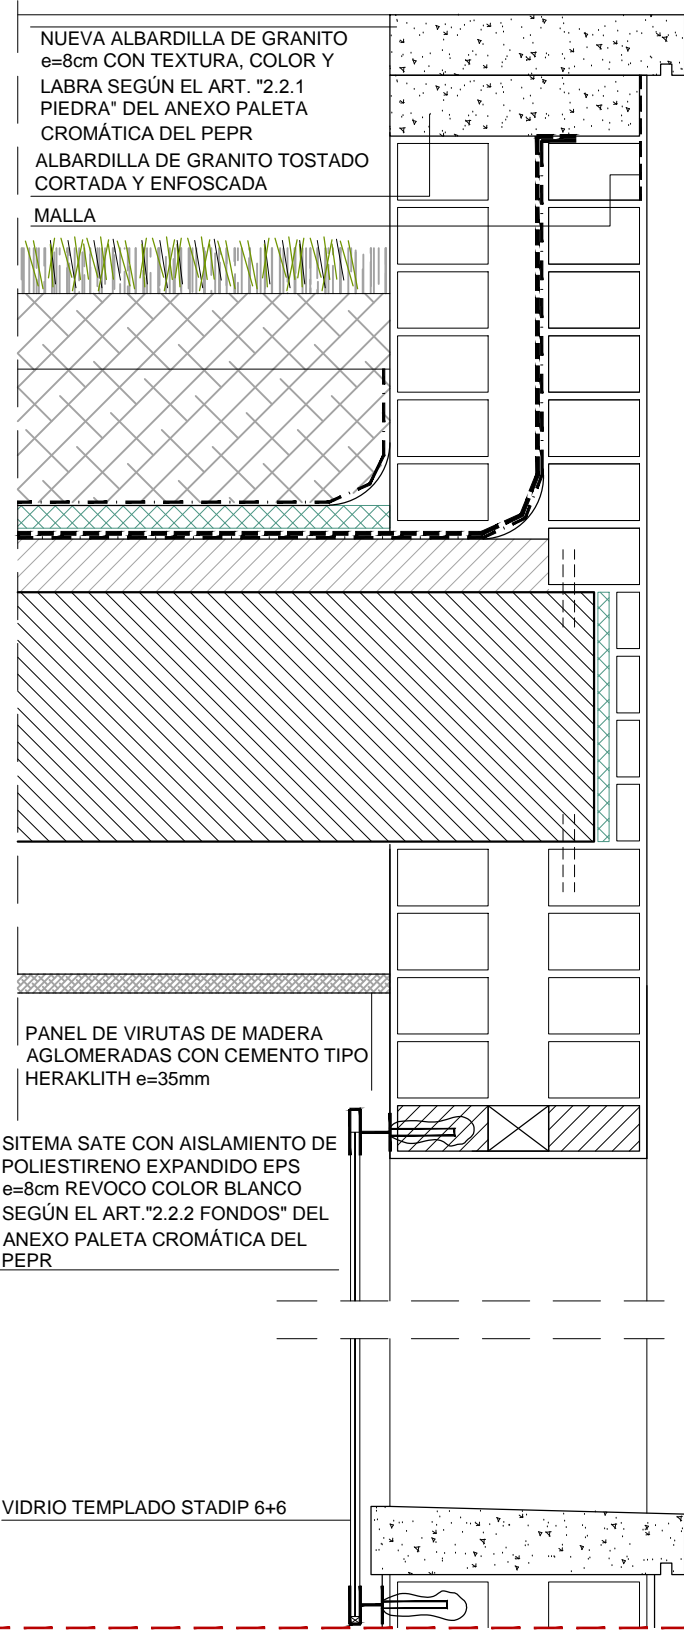 NUEVA ALBARDILLA DE GRANITO
e=8cm CON TEXTURA, COLOR Y
LABRA SEGÚN EL ART. "2.2.1
PIEDRA" DEL ANEXO PALETA
CROMÁTICA DEL PEPR
ALBARDILLA DE GRANITO TOSTADO
CORTADA Y ENFOSCADA
MALLA
PANEL DE VIRUTAS DE MADERA
AGLOMERADAS CON CEMENTO TIPO
HERAKLITH e=35mm
SITEMA SATE CON AISLAMIENTO DE
POLIESTIRENO EXPANDIDO EPS
e=8cm REVOCO COLOR BLANCO
SEGÚN EL ART."2.2.2 FONDOS" DEL
ANEXO PALETA CROMÁTICA DEL
PEPR
VIDRIO TEMPLADO STADIP 6+6